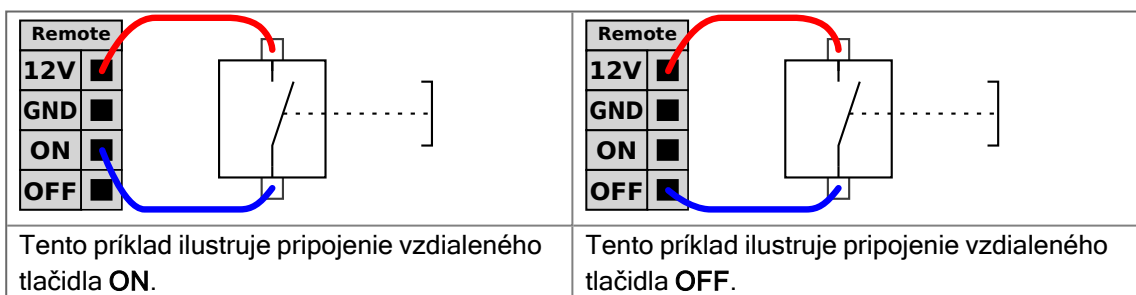 Remote
12V
GND
ON
OFF
Tento príklad ilustruje pripojenie vzdialeného
tlačidla ON.
Remote
12V
GND
ON
OFF
Tento príklad ilustruje pripojenie vzdialeného
tlačidla OFF.